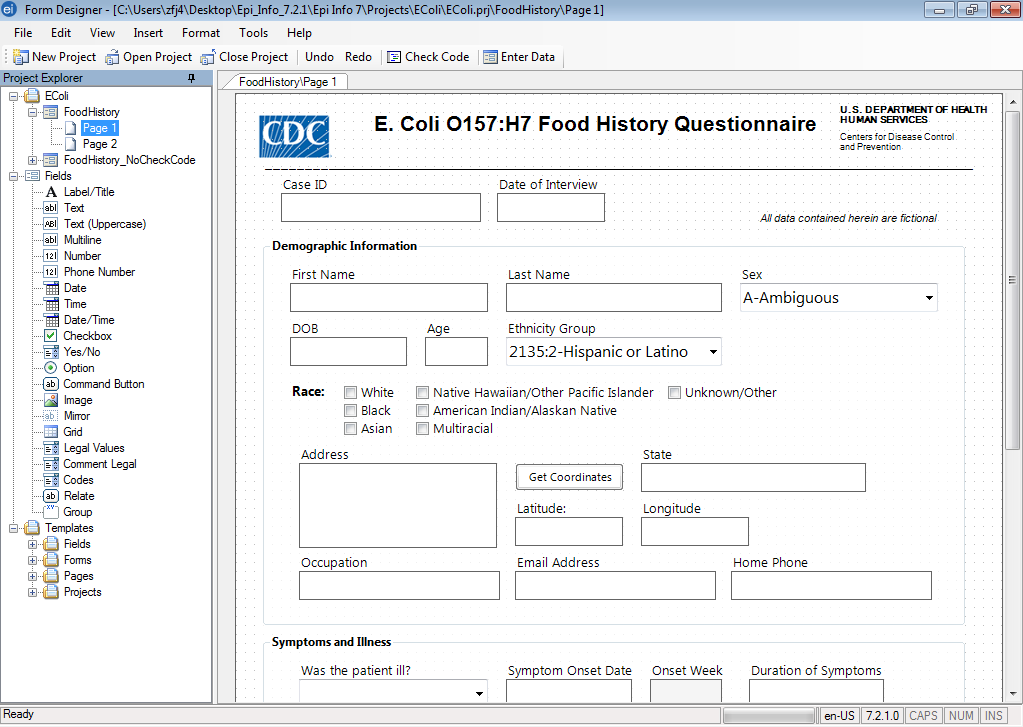 Form Designer - [C:\Users\zfj4\Desktop\Epi_Info_7.2.1\Epi Info 7\Projects\EColi\EColi.prj\FoodHistory\Page 1]
File Edit View Insert Format Tools Help
New Project Open Project Close Project Undo Redo Check Code Enter Data
Project Explorer
EColi
FoodHistory
Page 1
Page 2
FoodHistory_NoCheckCode
Fields
Label/Title
Text
Text (Uppercase)
Multiline
Number
Phone Number
Date
Time
Date/Time
Checkbox
Yes/No
Option
Command Button
Image
Mirror
Grid
Legal Values
Comment Legal
Codes
Relate
Group
Templates
Fields
Forms
Pages
Projects
FoodHistory\Page 1
CDC
E. Coli O157:H7 Food History Questionnaire
U.S. DEPARTMENT OF HEALTH
HUMAN SERVICES
Centers for Disease Control
and Prevention
Case ID Date of Interview
All data contained herein are fictional
Demographic Information
First Name Last Name Sex
A-Ambiguous
DOB Age Ethnicity Group
2135:2-Hispanic or Latino
Race: White Native Hawaiian/Other Pacific Islander Unknown/Other
Black American Indian/Alaskan Native
Asian Multiracial
Address State
Get Coordinates
Latitude: Longitude
Occupation Email Address Home Phone
Symptoms and Illness
Was the patient ill? Symptom Onset Date Onset Week Duration of Symptoms
Ready en-US 7.2.1.0 CAPS NUM INS